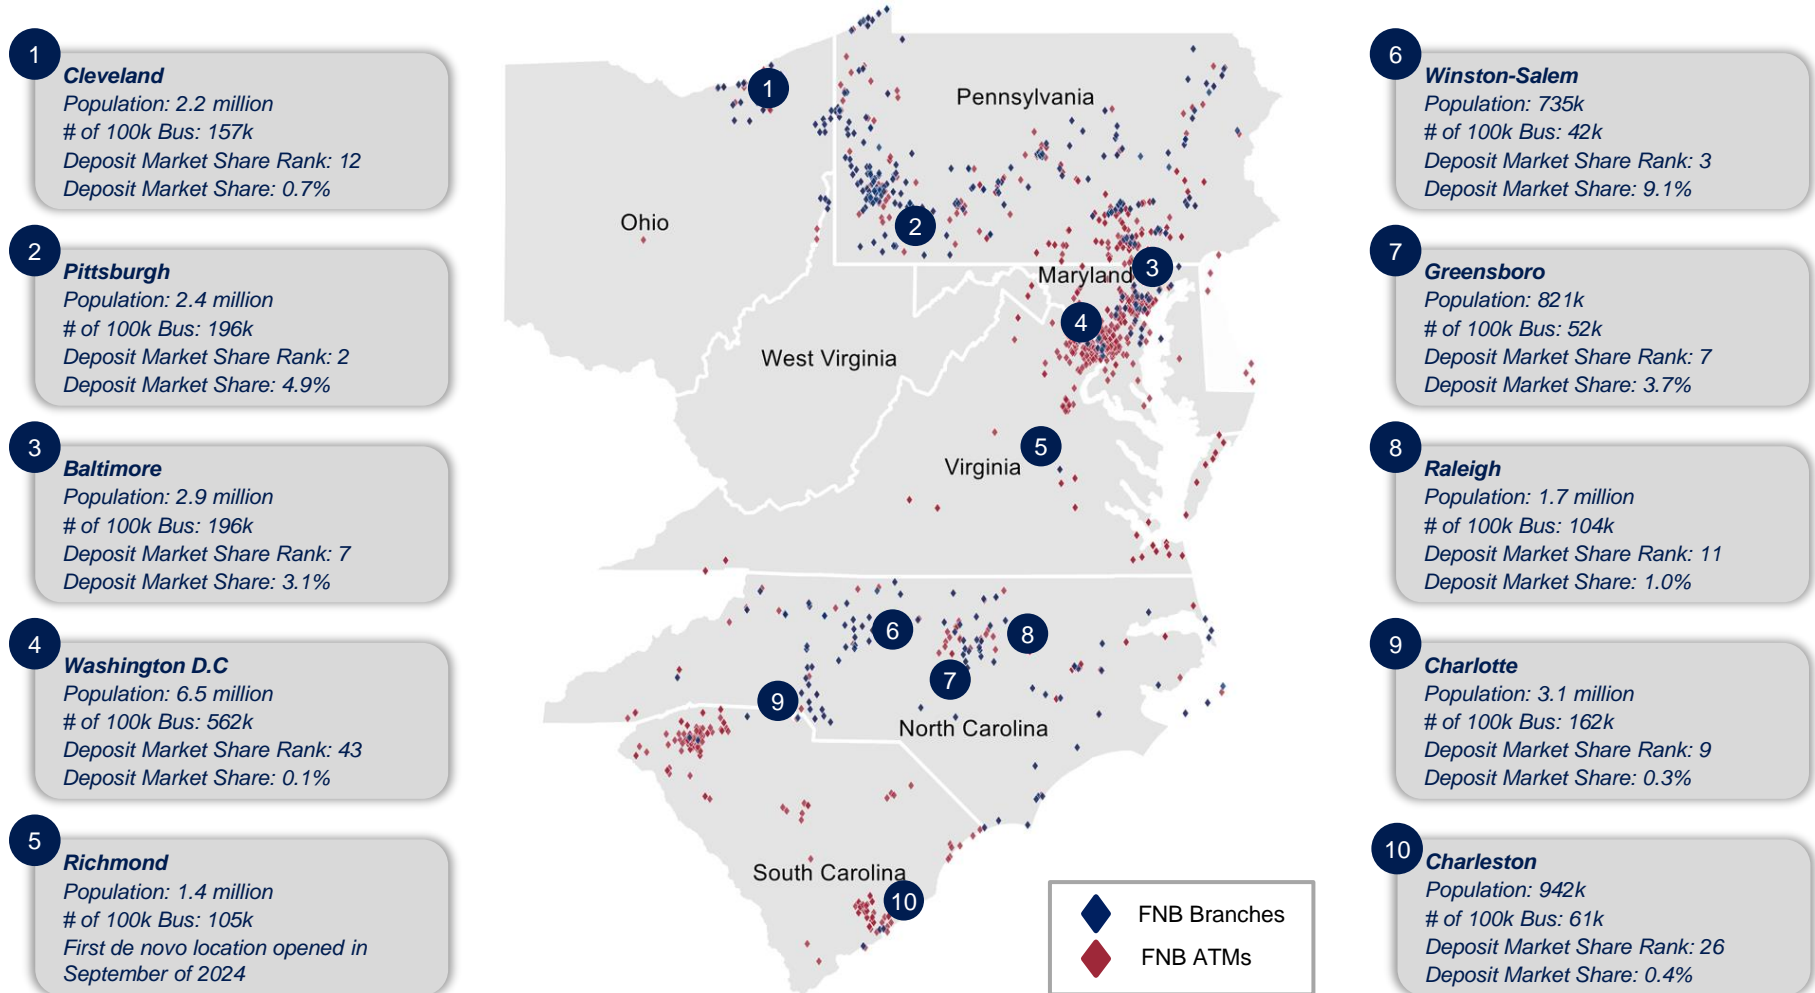 1
Cleveland
Population: 2.2 million
# of 100k Bus: 157k
Deposit Market Share Rank: 12
Deposit Market Share: 0.7%
2
Pittsburgh
Population: 2.4 million
# of 100k Bus: 196k
Deposit Market Share Rank: 2
Deposit Market Share: 4.9%
3
Baltimore
Population: 2.9 million
# of 100k Bus: 196k
Deposit Market Share Rank: 7
Deposit Market Share: 3.1%
4
Washington D.C
Population: 6.5 million
# of 100k Bus: 562k
Deposit Market Share Rank: 43
Deposit Market Share: 0.1%
5
Richmond
Population: 1.4 million
# of 100k Bus: 105k
First de novo location opened in
September of 2024
1
Pennsylvania
Ohio
2
Maryland
3
4
West Virginia
5
Virginia
6
8
7
9
North Carolina
South Carolina
10
FNB Branches
FNB ATMs
6
Winston-Salem
Population: 735k
# of 100k Bus: 42k
Deposit Market Share Rank: 3
Deposit Market Share: 9.1%
7
Greensboro
Population: 821k
# of 100k Bus: 52k
Deposit Market Share Rank: 7
Deposit Market Share: 3.7%
8
Raleigh
Population: 1.7 million
# of 100k Bus: 104k
Deposit Market Share Rank: 11
Deposit Market Share: 1.0%
9
Charlotte
Population: 3.1 million
# of 100k Bus: 162k
Deposit Market Share Rank: 9
Deposit Market Share: 0.3%
10
Charleston
Population: 942k
# of 100k Bus: 61k
Deposit Market Share Rank: 26
Deposit Market Share: 0.4%